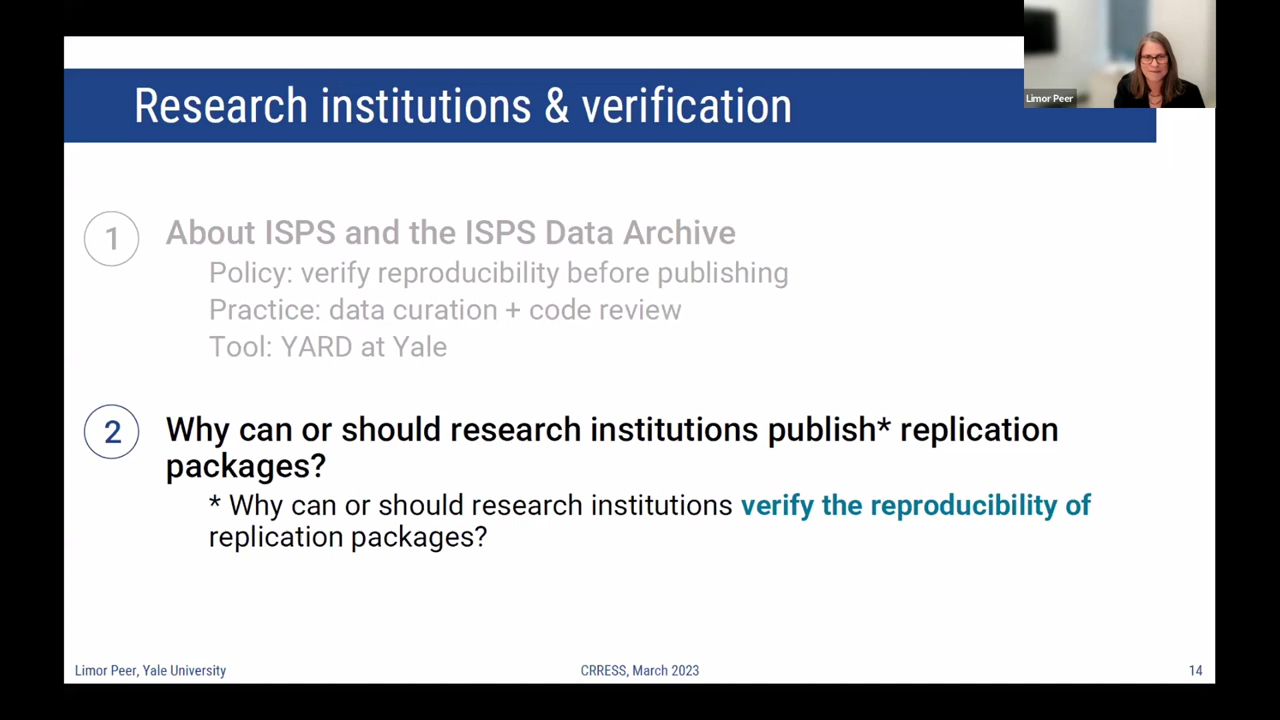 Limor Peer
Research institutions & verification
1
About ISPS and the ISPS Data Archive
Policy: verify reproducibility before publishing
Practice: data curation + code review
Tool: YARD at Yale
2
Why can or should research institutions publish* replication
packages?
* Why can or should research institutions verify the reproducibility of
replication packages?
Limor Peer, Yale University
CRRESS, March 2023
14